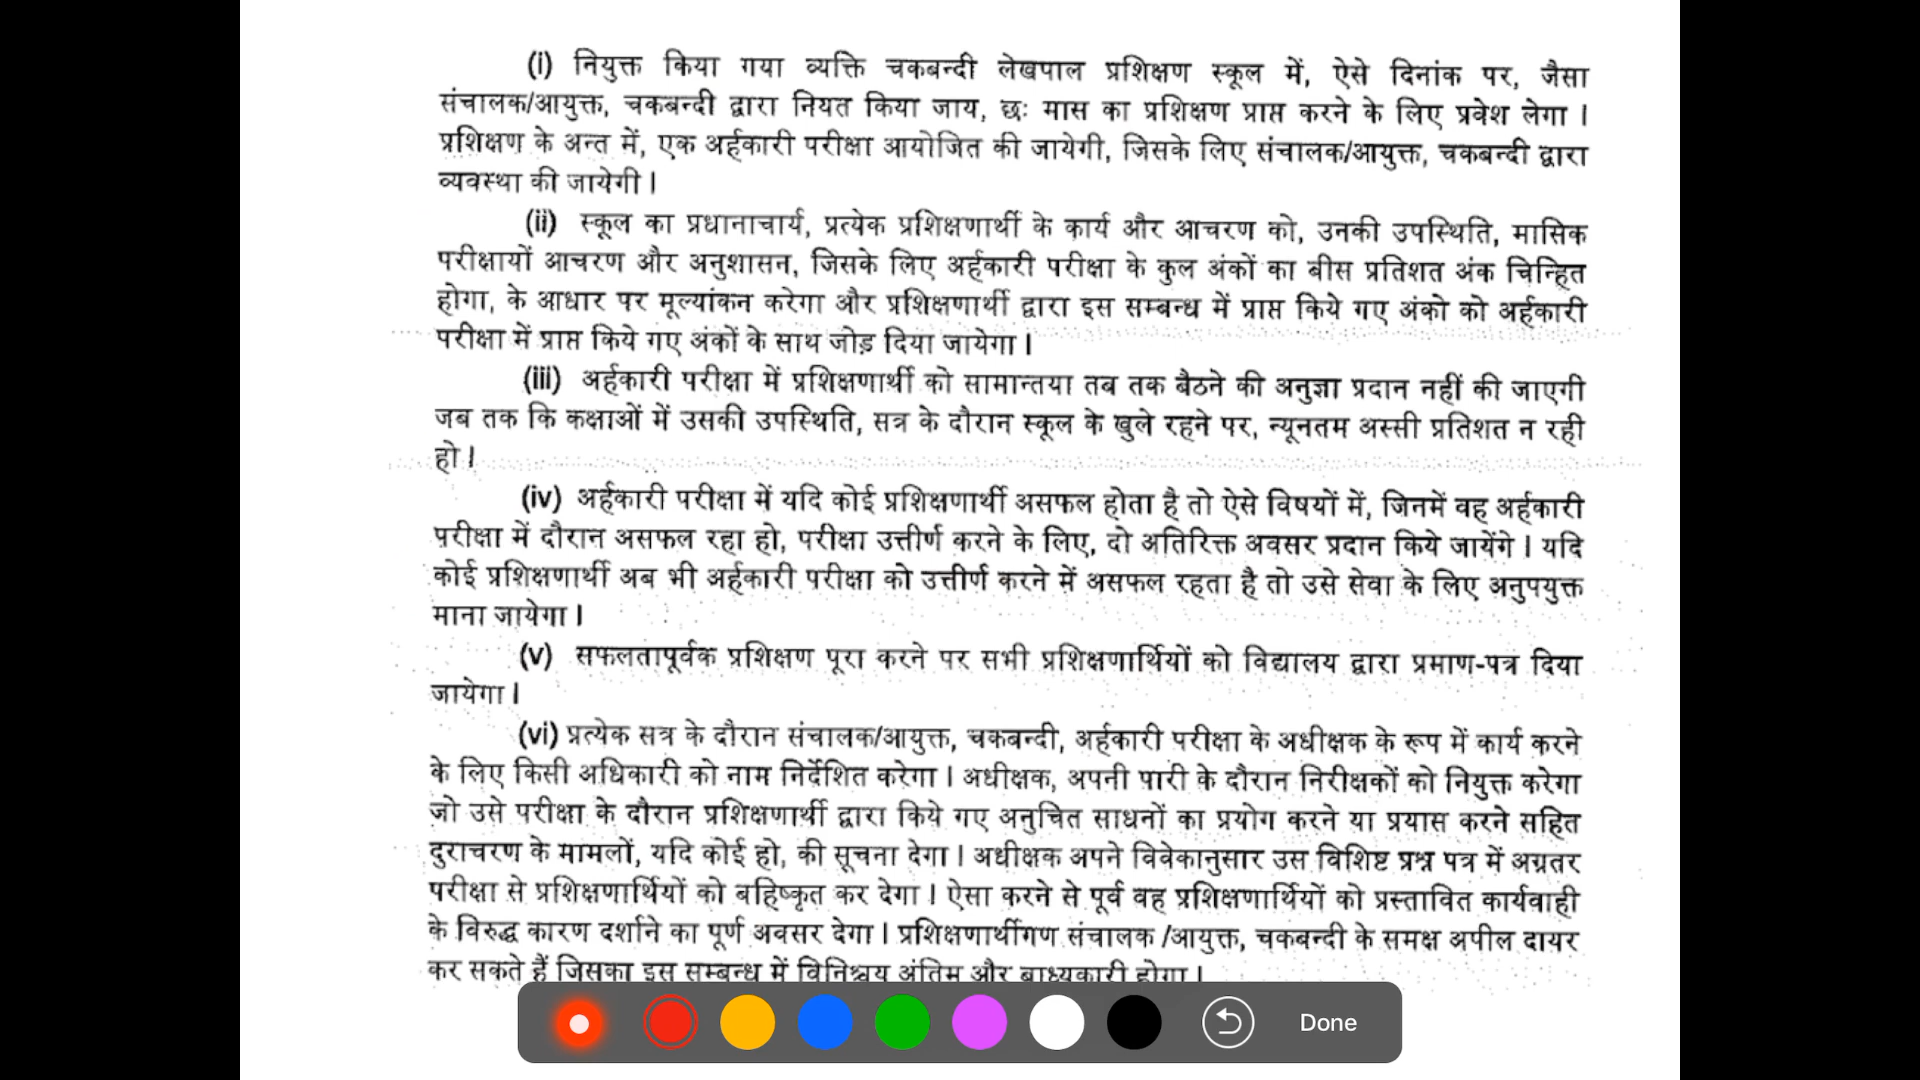 (i) नियुक्त किया गया व्यक्ति चकबन्दी लेखपाल प्रशिक्षण स्कूल में, ऐसे दिनांक पर, जैसा
संचालक/आयुक्त, चकबन्दी द्वारा नियत किया जाय, छः मास का प्रशिक्षण प्राप्त करने के लिए प्रवेश लेगा ।
प्रशिक्षण के अन्त में, एक अर्हकारी परीक्षा आयोजित की जायेगी, जिसके लिए संचालक/आयुक्त, चकबन्दी द्वारा
व्यवस्था की जायेगी ।
(ii) स्कूल का प्रधानाचार्य, प्रत्येक प्रशिक्षणार्थी के कार्य और आचरण को, उनकी उपस्थिति, मासिक
परीक्षायों आचरण और अनुशासन, जिसके लिए अर्हकारी परीक्षा के कुल अंकों का बीस प्रतिशत अंक चिन्हित
होगा, के आधार पर मूल्यांकन करेगा और प्रशिक्षणार्थी द्वारा इस सम्बन्ध में प्राप्त किये गए अंको को अर्हकारी
परीक्षा में प्राप्त किये गए अंकों के साथ जोड़ दिया जायेगा ।
(iii) अर्हकारी परीक्षा में प्रशिक्षणार्थी को सामान्तया तब तक बैठने की अनुज्ञा प्रदान नहीं की जाएगी
जब तक कि कक्षाओं में उसकी उपस्थिति, सत्र के दौरान स्कूल के खुले रहने पर, न्यूनतम अस्सी प्रतिशत न रही
हो ।
(iv) अर्हकारी परीक्षा में यदि कोई प्रशिक्षणार्थी असफल होता है तो ऐसे विषयों में, जिनमें वह अर्हकारी
परीक्षा में दौरान असफल रहा हो, परीक्षा उत्तीर्ण करने के लिए, दो अतिरिक्त अवसर प्रदान किये जायेंगे । यदि
कोई प्रशिक्षणार्थी अब भी अर्हकारी परीक्षा को उत्तीर्ण करने में असफल रहता है तो उसे सेवा के लिए अनुपयुक्त
माना जायेगा ।
(v) सफलतापूर्वक प्रशिक्षण पूरा करने पर सभी प्रशिक्षणार्थियों को विद्यालय द्वारा प्रमाण-पत्र दिया
जायेगा ।
(vi) प्रत्येक सत्र के दौरान संचालक/आयुक्त, चकबन्दी, अर्हकारी परीक्षा के अधीक्षक के रूप में कार्य करने
के लिए किसी अधिकारी को नाम निर्देशित करेगा । अधीक्षक, अपनी पारी के दौरान निरीक्षकों को नियुक्त करेगा
जो उसे परीक्षा के दौरान प्रशिक्षणार्थी द्वारा किये गए अनुचित साधनों का प्रयोग करने या प्रयास करने सहित
दुराचरण के मामलों, यदि कोई हो, की सूचना देगा । अधीक्षक अपने विवेकानुसार उस विशिष्ट प्रश्न पत्र में अग्रतर
परीक्षा से प्रशिक्षणार्थियों को बहिष्कृत कर देगा । ऐसा करने से पूर्व वह प्रशिक्षणार्थियों को प्रस्तावित कार्यवाही
के विरुद्ध कारण दर्शाने का पूर्ण अवसर देगा । प्रशिक्षणार्थीगण संचालक /आयुक्त, चकबन्दी के समक्ष अपील दायर
कर सकते हैं जिसका इस सम्बन्ध में विनिश्चय अंतिम और बाध्यकारी होगा ।
Done